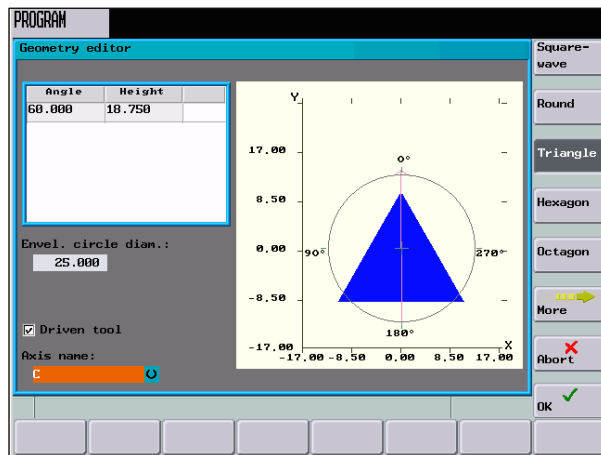 PROGRAM
Geometry editor
Angle Height
60.000 18.750
Envel. circle diam.:
25.000
Driven tool
Axis name:
C
Y
17.00
8.50
0.00
-8.50
-17.00
-17.00 -8.50 0.00 8.50 17.00
X
0°
90°
270°
180°
Square-
wave
Round
Triangle
Hexagon
Octagon
More
Abort
OK